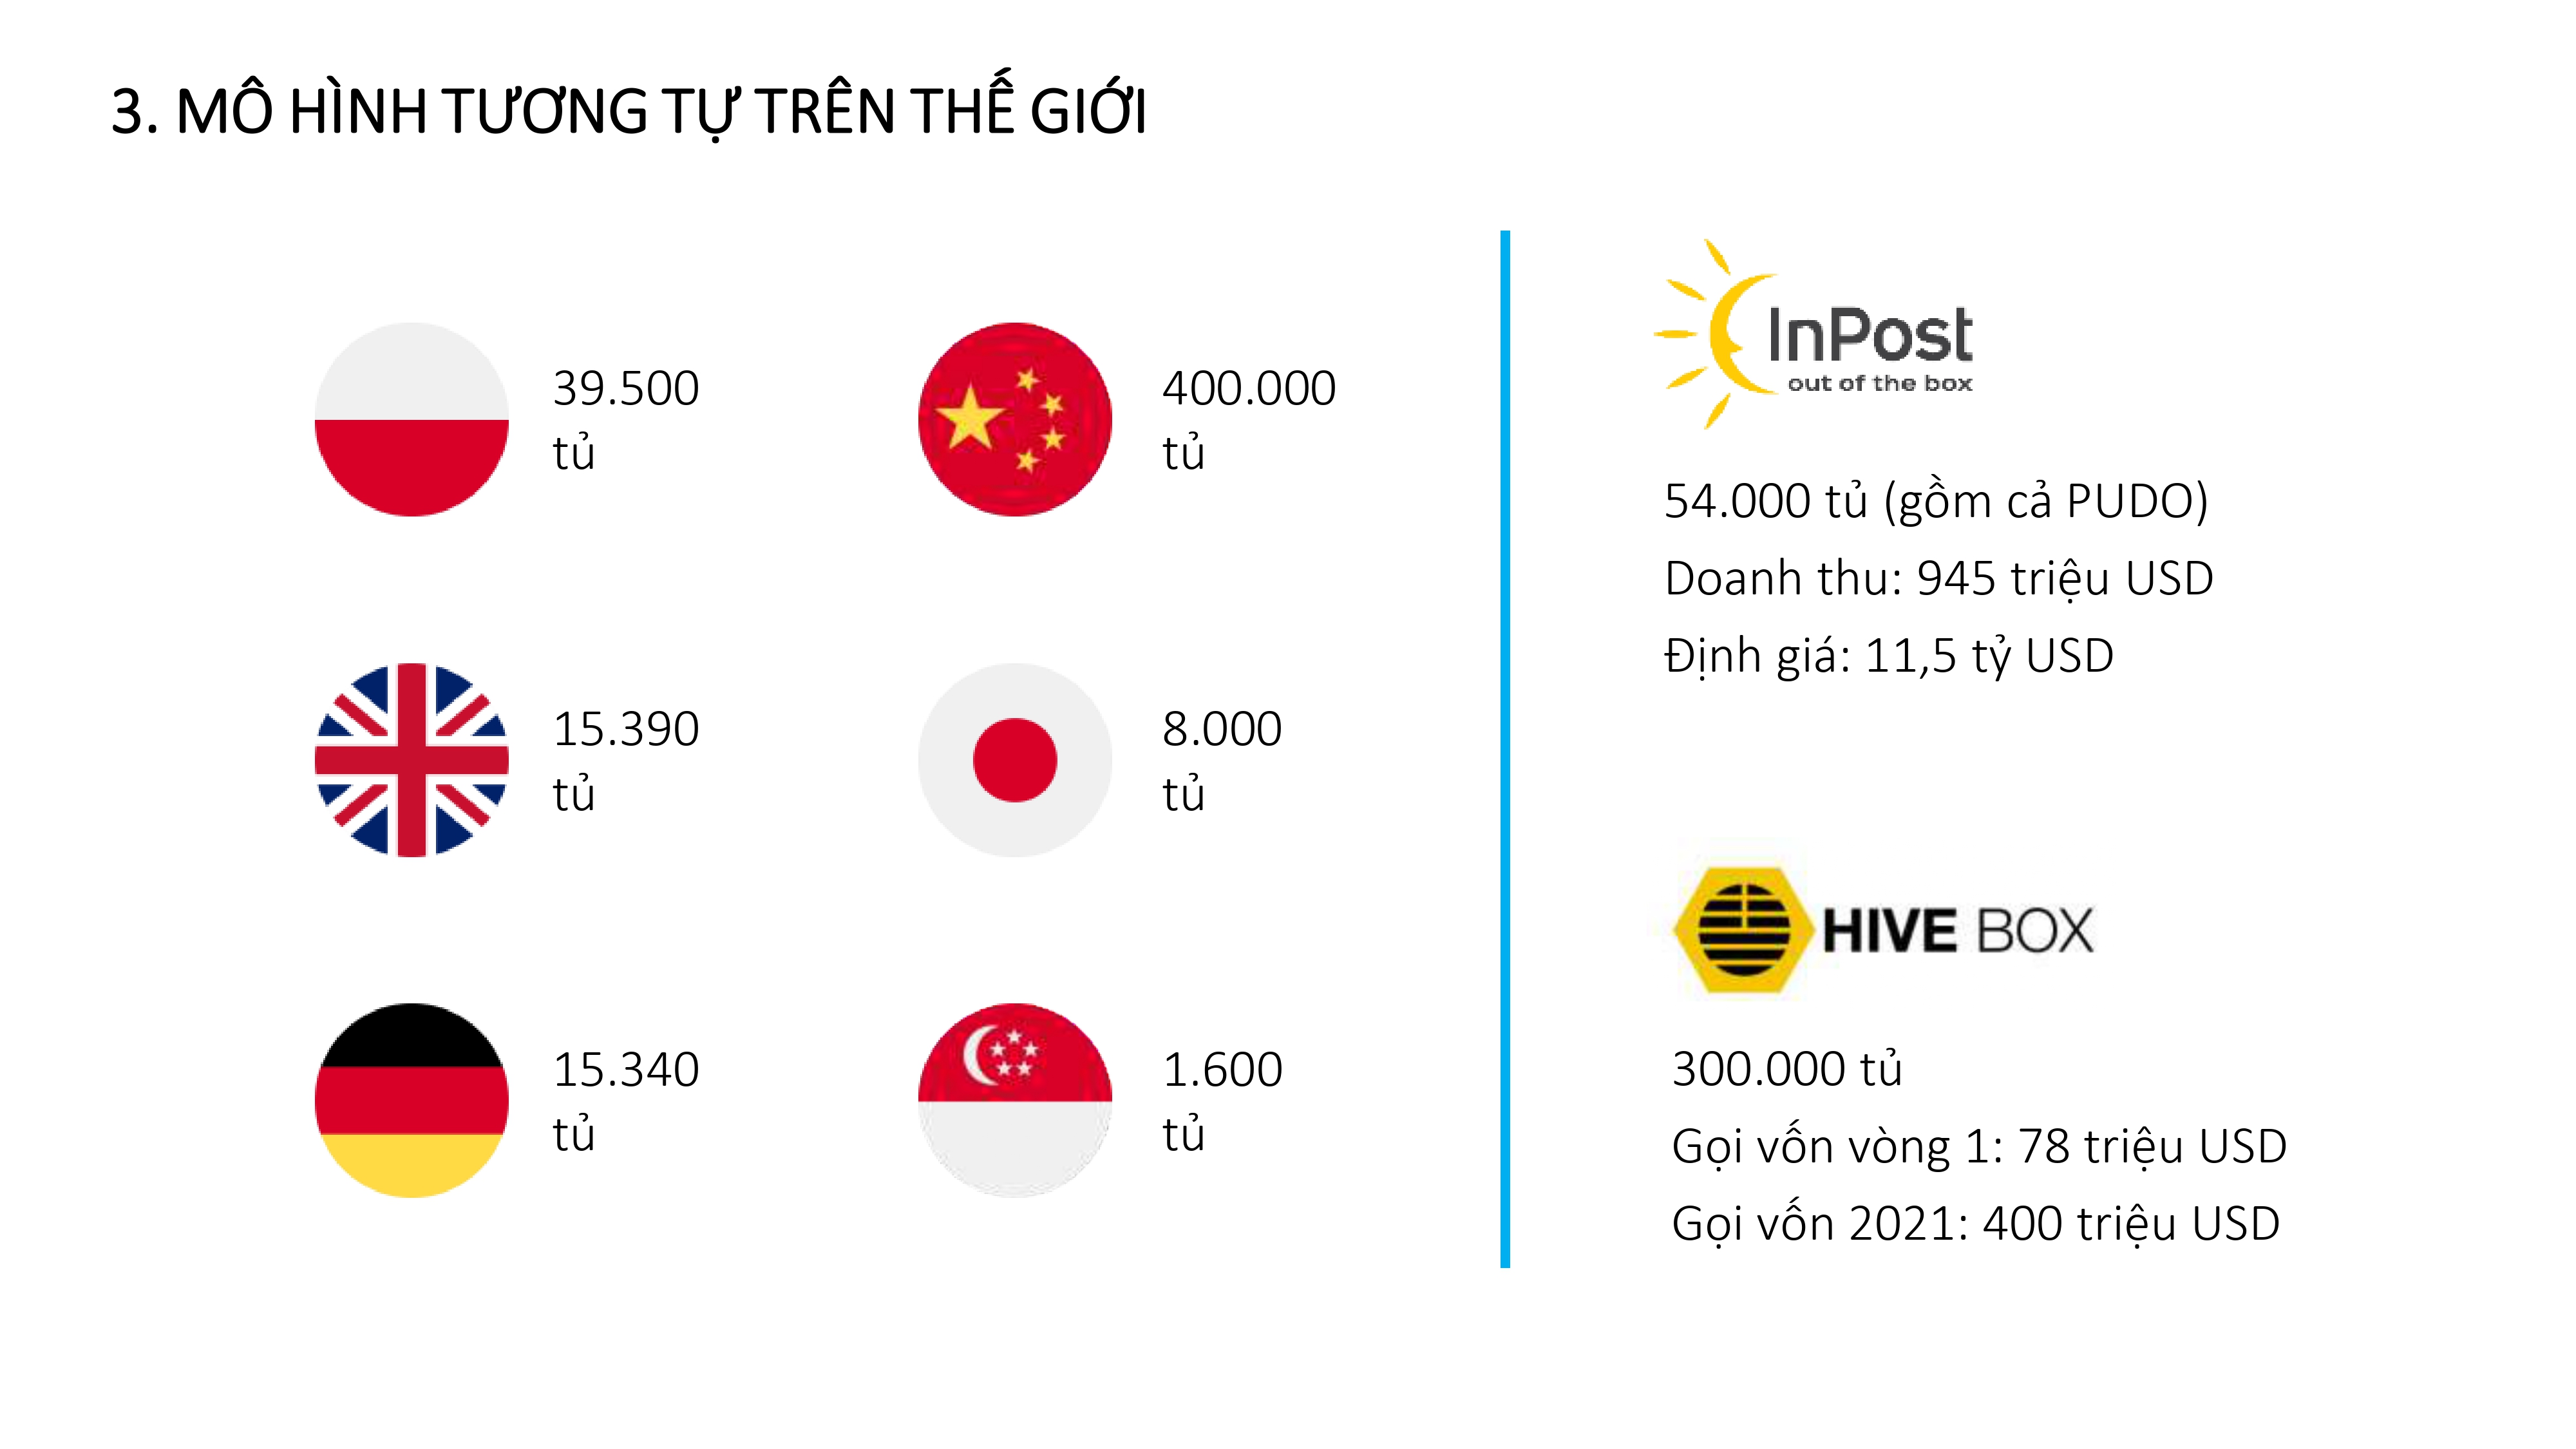 3. MÔ HÌNH TƯƠNG TỰ TRÊN THẾ GIỚI
39.500
tủ
400.000
tủ
15.390
tủ
8.000
tủ
15.340
tủ
1.600
tủ
InPost
out of the box
54.000 tủ (gồm cả PUDO)
Doanh thu: 945 triệu USD
Định giá: 11,5 tỷ USD
HIVE BOX
300.000 tủ
Gọi vốn vòng 1: 78 triệu USD
Gọi vốn 2021: 400 triệu USD